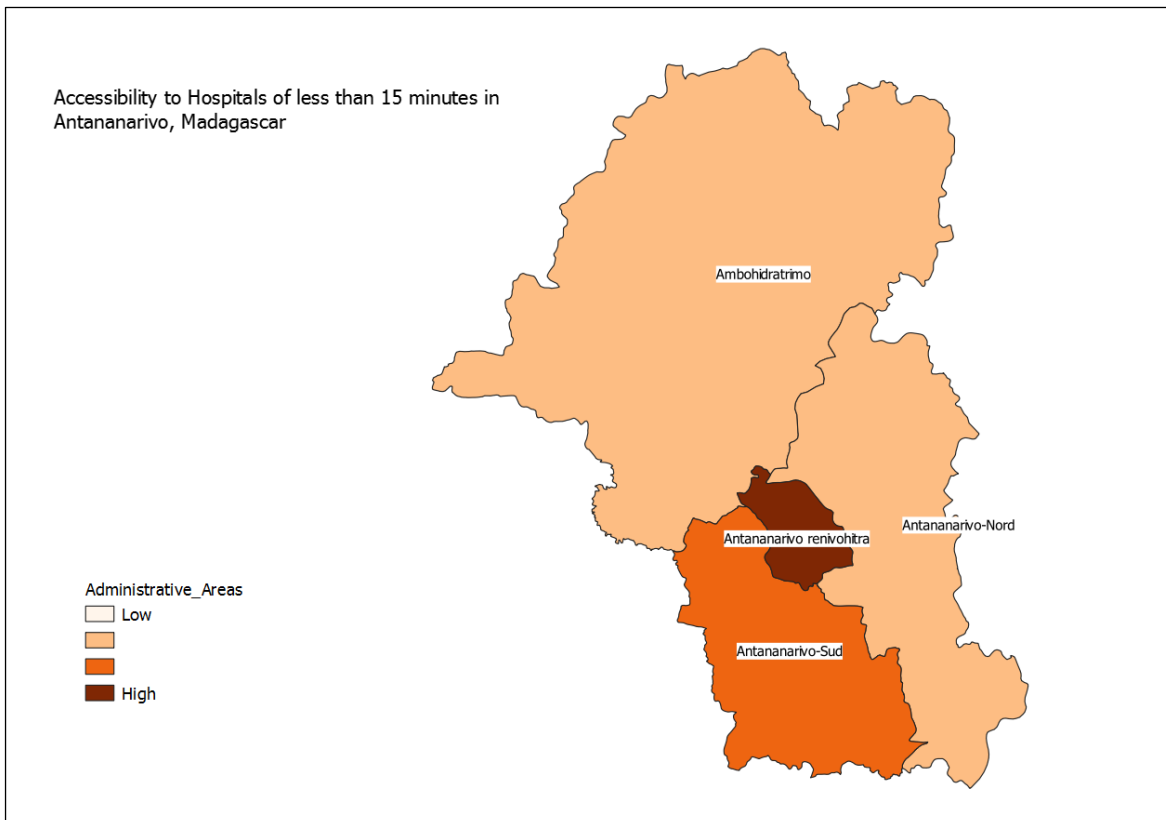 Accessibility to Hospitals of less than 15 minutes in
Antananarivo, Madagascar
Ambohidratrimo
Antananarivo-Nord
Antananarivo renivohitra
Antananarivo-Sud
Administrative_Areas
Low
High